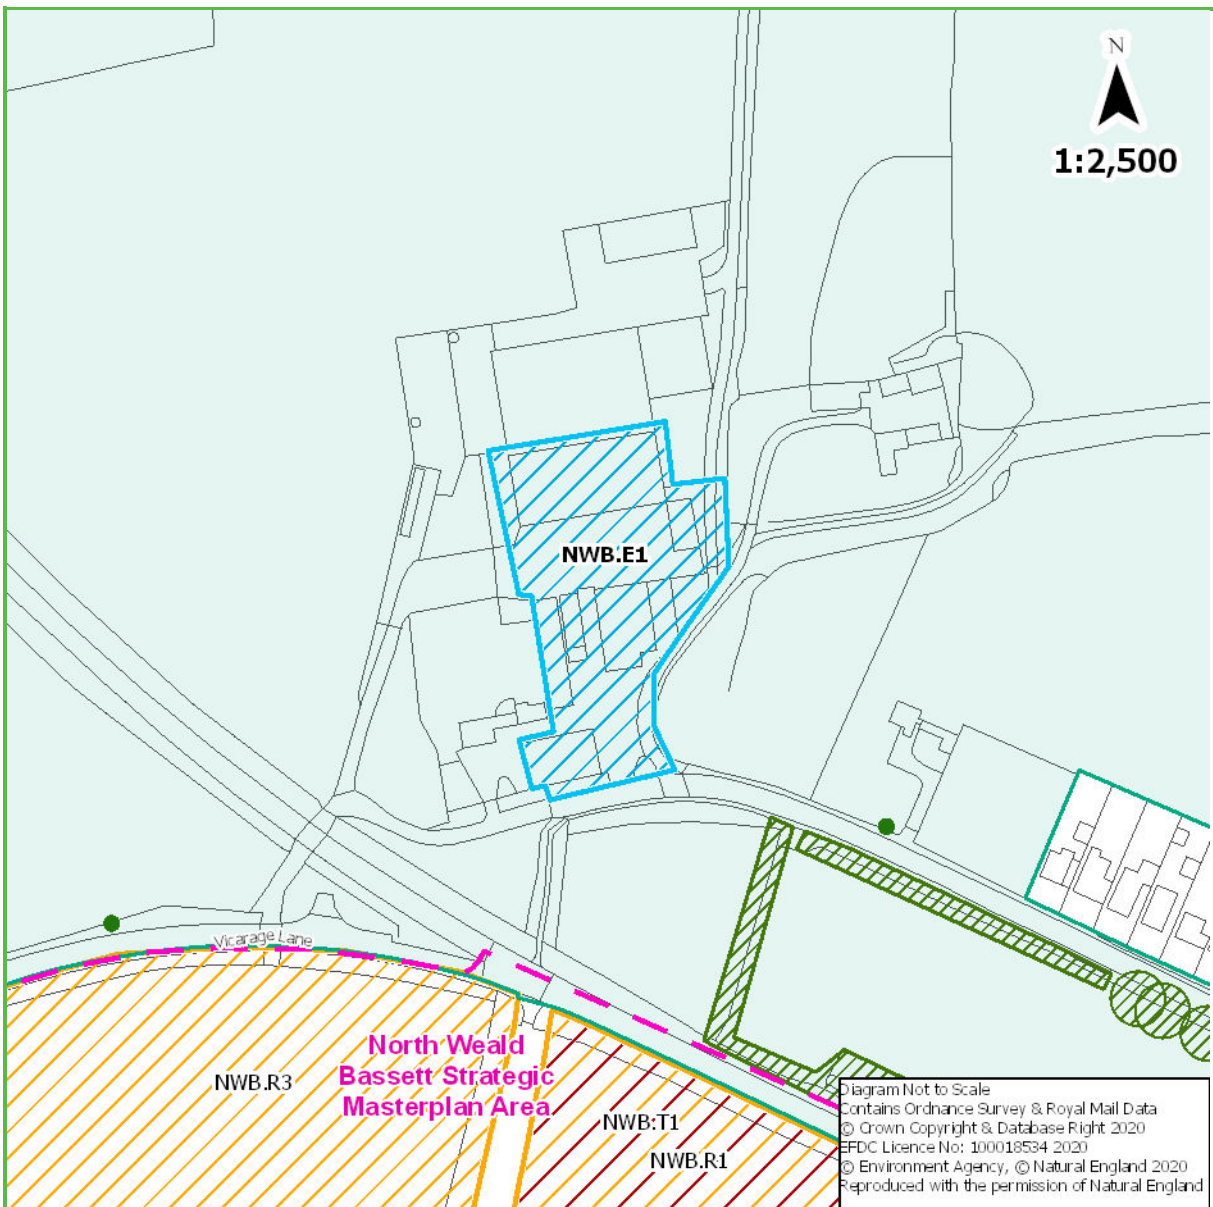 N
1:2,500
NWB.E1
Vicarage Lane
North Weald
Bassett Strategic
Masterplan Area
NWB.R3
NWB:T1
NWB.R1
Diagram Not to Scale
Contains Ordnance Survey & Royal Mail Data
© Crown Copyright & Database Right 2020
EFDC Licence No: 100018534 2020
© Environment Agency, © Natural England 2020
Reproduced with the permission of Natural England